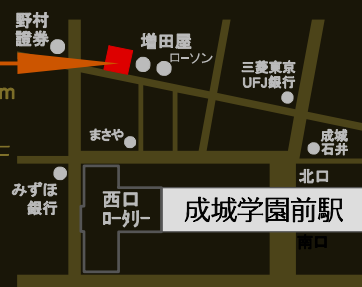 野村
證券
増田屋
ローソン
三菱東京
UFJ銀行
m
まさや
成城
石井
みずほ
銀行
西口
ロータリー
北口
成城学園前駅
南口